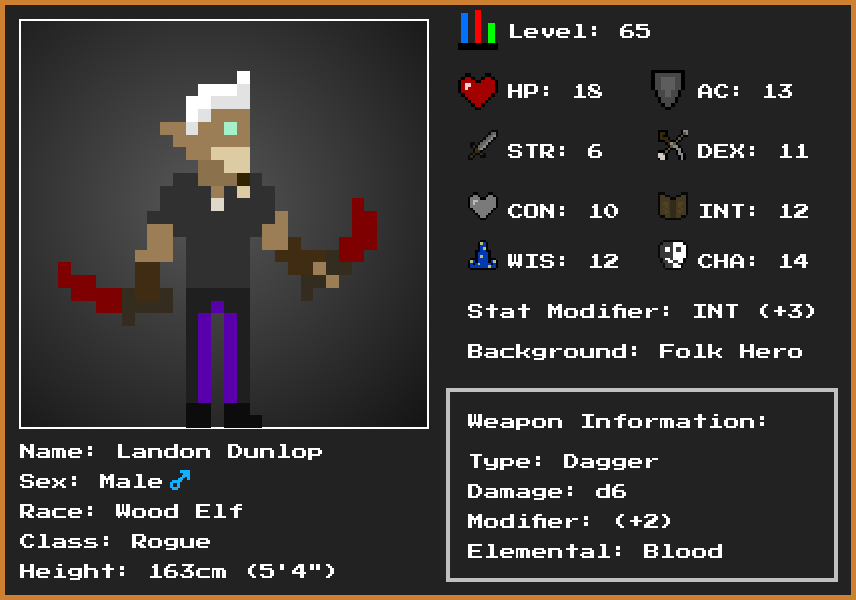 Level: 65
HP: 18 AC: 13
STR: 6 DEX: 11
CON: 10 INT: 12
WIS: 12 CHA: 14
Stat Modifier: INT (+3)
Background: Folk Hero
Weapon Information:
Type: Dagger
Damage: d6
Modifier: (+2)
Elemental: Blood
Name: Landon Dunlop
Sex: Male ♂
Race: Wood Elf
Class: Rogue
Height: 163cm (5'4")